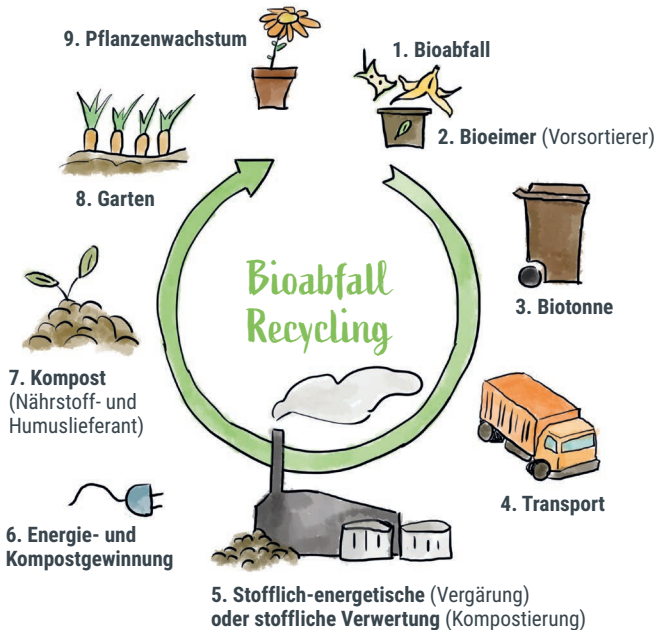 9. Pflanzenwachstum
1. Bioabfall
2. Bioeimer (Vorsortierer)
8. Garten
Bioabfall
Recycling
3. Biotonne
7. Kompost
(Nährstoff- und
Humuslieferant)
4. Transport
6. Energie- und
Kompostgewinnung
5. Stofflich-energetische (Vergärung)
oder stoffliche Verwertung (Kompostierung)